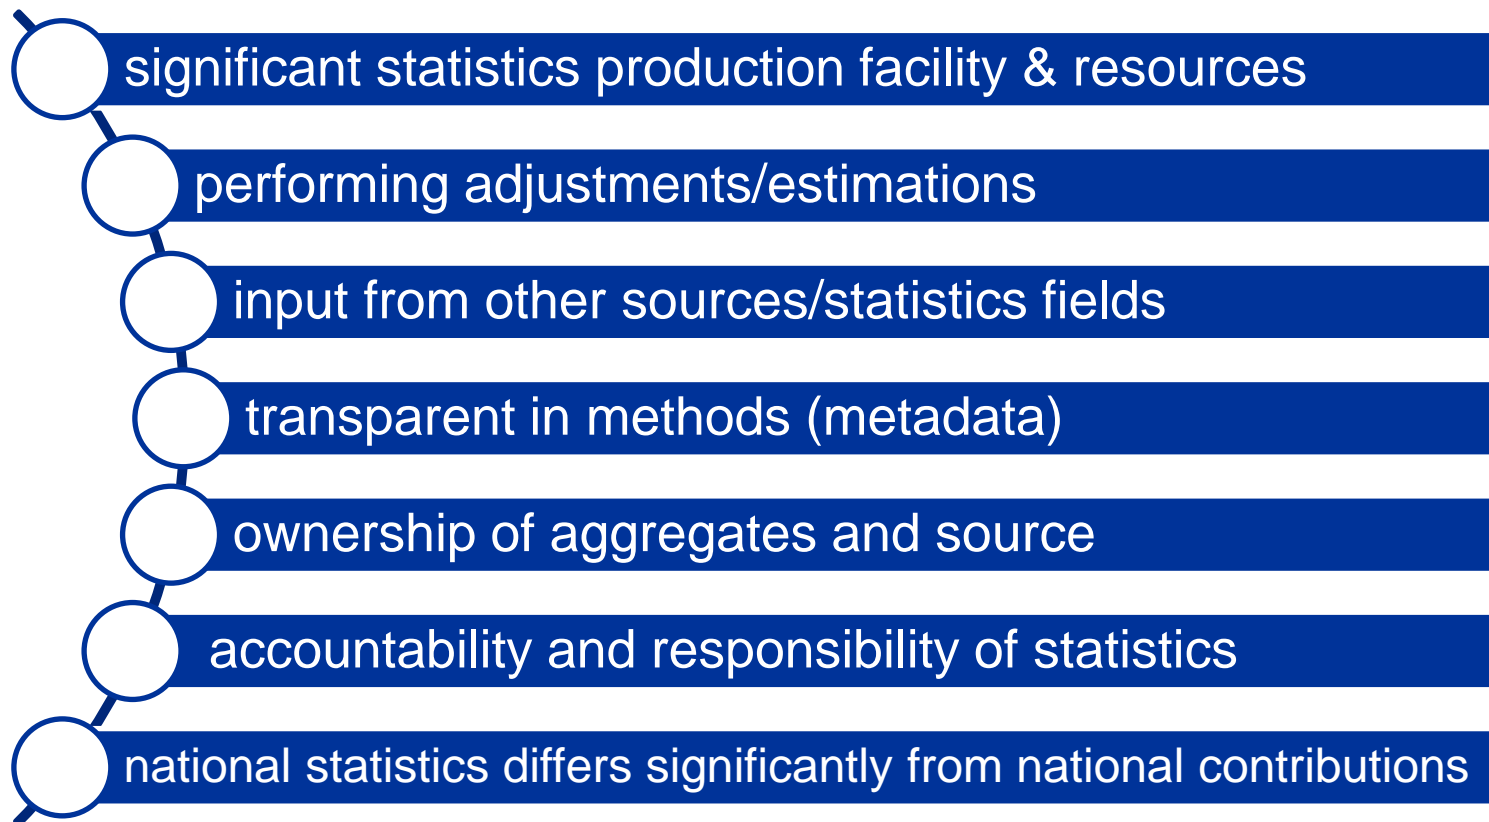 significant statistics production facility & resources
performing adjustments/estimations
input from other sources/statistics fields
transparent in methods (metadata)
ownership of aggregates and source
accountability and responsibility of statistics
national statistics differs significantly from national contributions